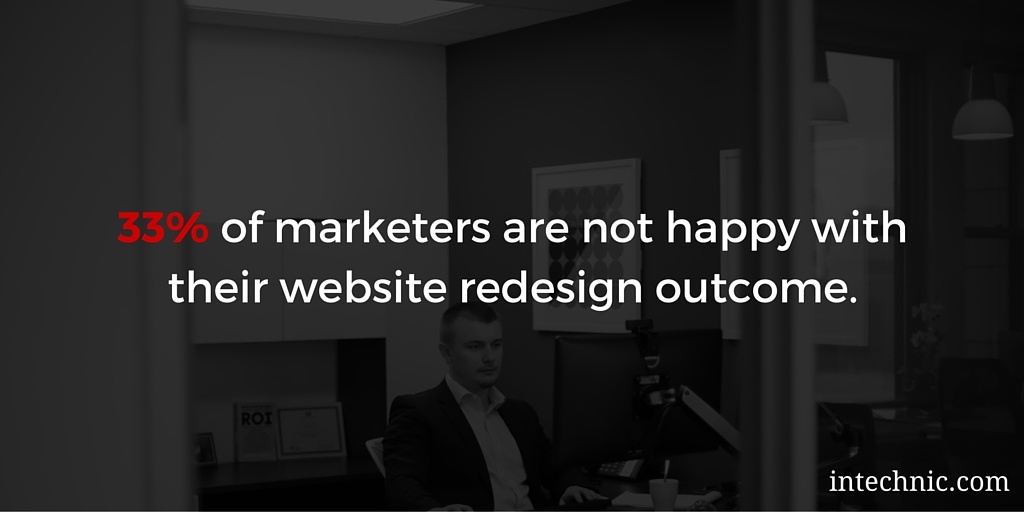 33% of marketers are not happy with
their website redesign outcome.
ROI
intechnic.com